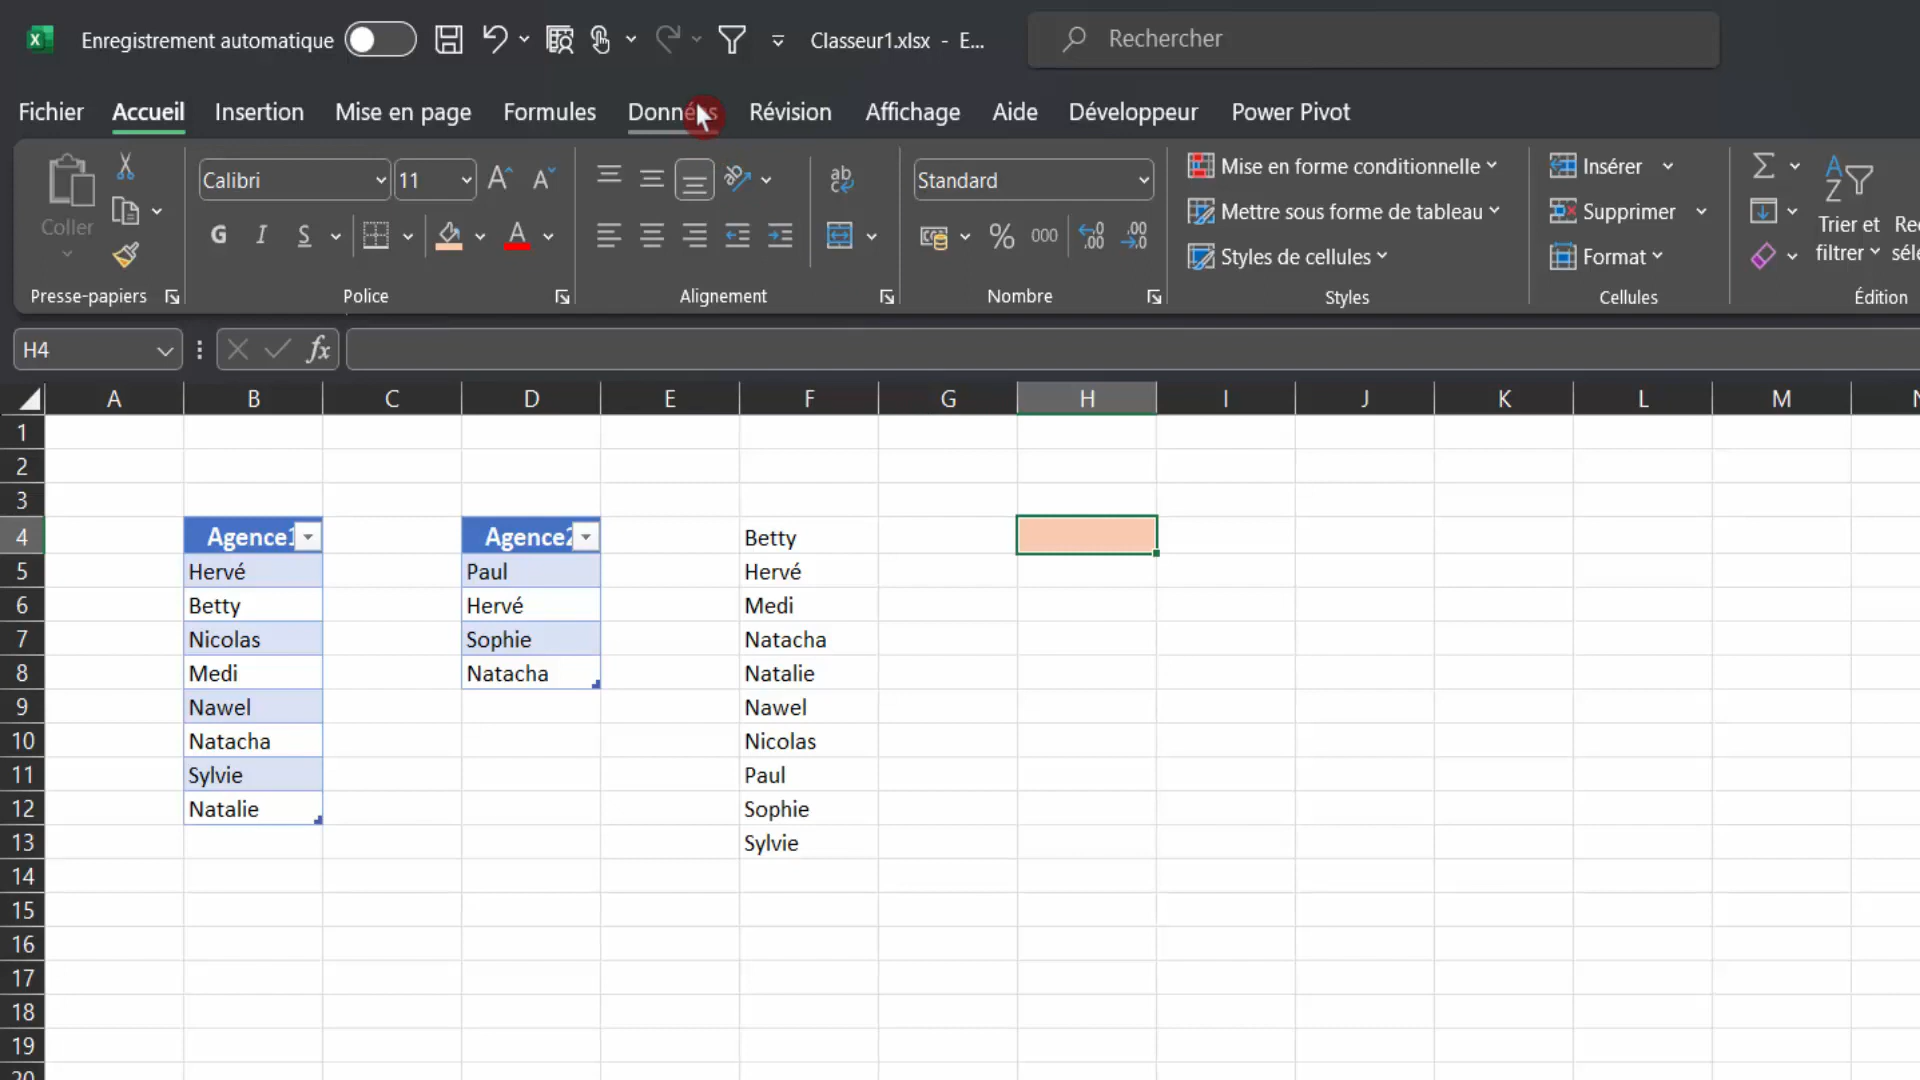 Enregistrement automatique
Classeur1.xlsx - E...
Rechercher
Fichier Accueil Insertion Mise en page Formules Données Révision Affichage Aide Développeur Power Pivot
Coller
Presse-papiers
Calibri 11
G I S A
Police
ab
Alignement
Standard
% 000
Nombre
Mise en forme conditionnelle
Mettre sous forme de tableau
Styles de cellules
Styles
Insérer
Supprimer
Format
Cellules
Trier et
filtrer
Édition
H4
fx
A B C D E F G H I J K L M
1
2
3
4 Agence1 Agence2 Betty
5 Hervé Paul Hervé
6 Betty Hervé Medi
7 Nicolas Sophie Natacha
8 Medi Natacha Natalie
9 Nawel Nawel
10 Natacha Nicolas
11 Sylvie Paul
12 Natalie Sophie
13 Sylvie
14
15
16
17
18
19
20